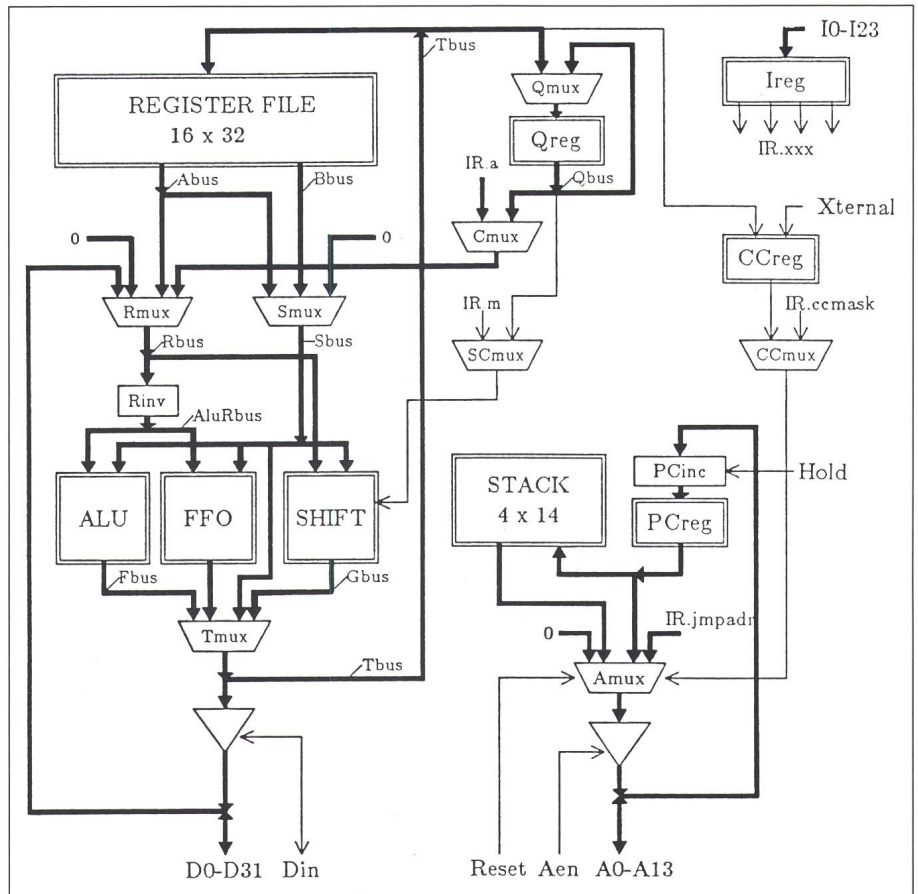 I0-I23
Tbus
Qmux
Ireg
REGISTER FILE
16 x 32
Qreg
IR.a
IR.xxx
Abus
Bbus
Qbus
Xternal
0
0
Cmux
CCreg
Rmux
Smux
IR.m
IR.ccmask
Rbus
Sbus
SCmux
CCmux
Rinv
AluRbus
PCinc
Hold
STACK
4 x 14
ALU
FFO
SHIFT
PCreg
Fbus
Gbus
Tmux
0
IR.jmpadr
Tbus
Amux
D0-D31
Din
Reset
Aen
A0-A13